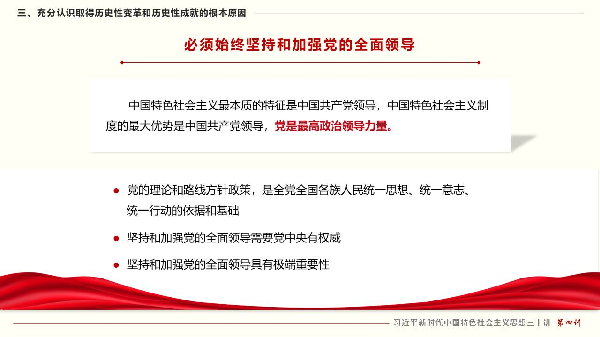 三、充分认识取得历史性变革和历史性成就的根本原因
必须始终坚持和加强党的全面领导
中国特色社会主义最本质的特征是中国共产党领导，中国特色社会主义制
度的最大优势是中国共产党领导，党是最高政治领导力量。
● 党的理论和路线方针政策，是全党全国各族人民统一思想、统一意志、
统一行动的依据和基础
● 坚持和加强党的全面领导需要党中央有权威
● 坚持和加强党的全面领导具有极端重要性
习近平新时代中国特色社会主义思想三十讲 第四讲